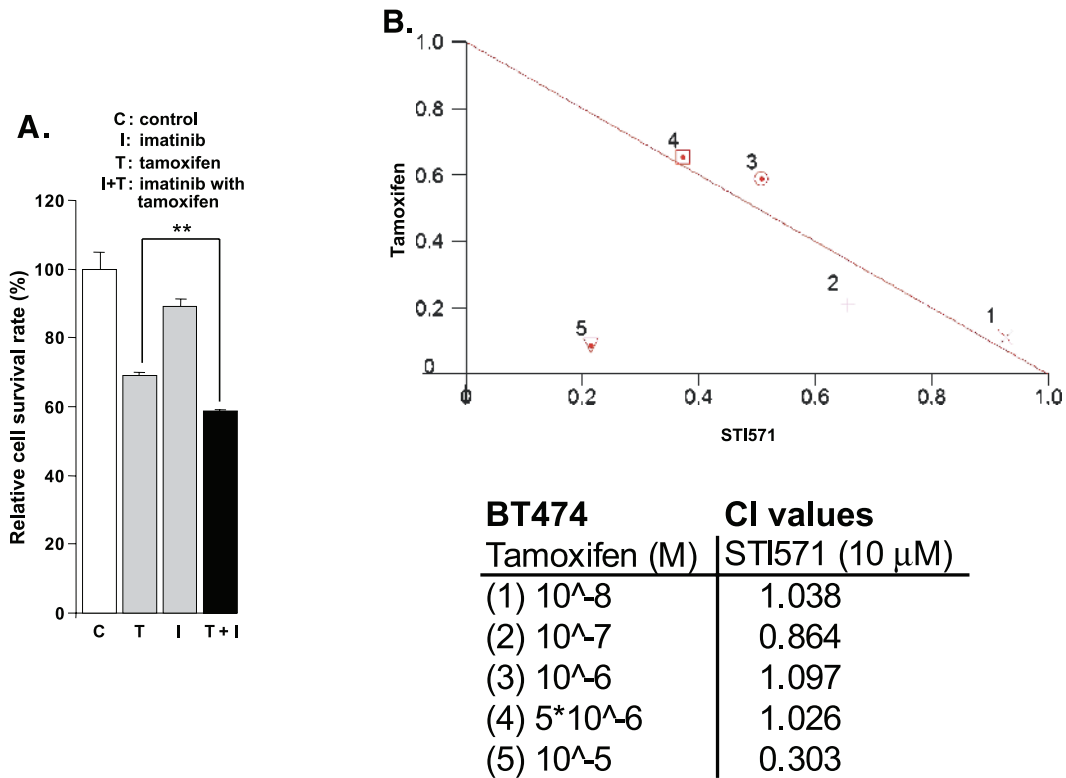 A.
C: control
I: imatinib
T: tamoxifen
I+T: imatinib with
tamoxifen
Relative cell survival rate (%)
120
100
80
60
40
20
0
**
C T I T + I
B.
Tamoxifen
1.0
0.8
0.6
0.4
0.2
0
0 0.2 0.4 0.6 0.8 1.0
STI571
4
3
2
1
5
BT474 CI values
Tamoxifen (M) STI571 (10 μM)
(1) 10^-8 1.038
(2) 10^-7 0.864
(3) 10^-6 1.097
(4) 5*10^-6 1.026
(5) 10^-5 0.303